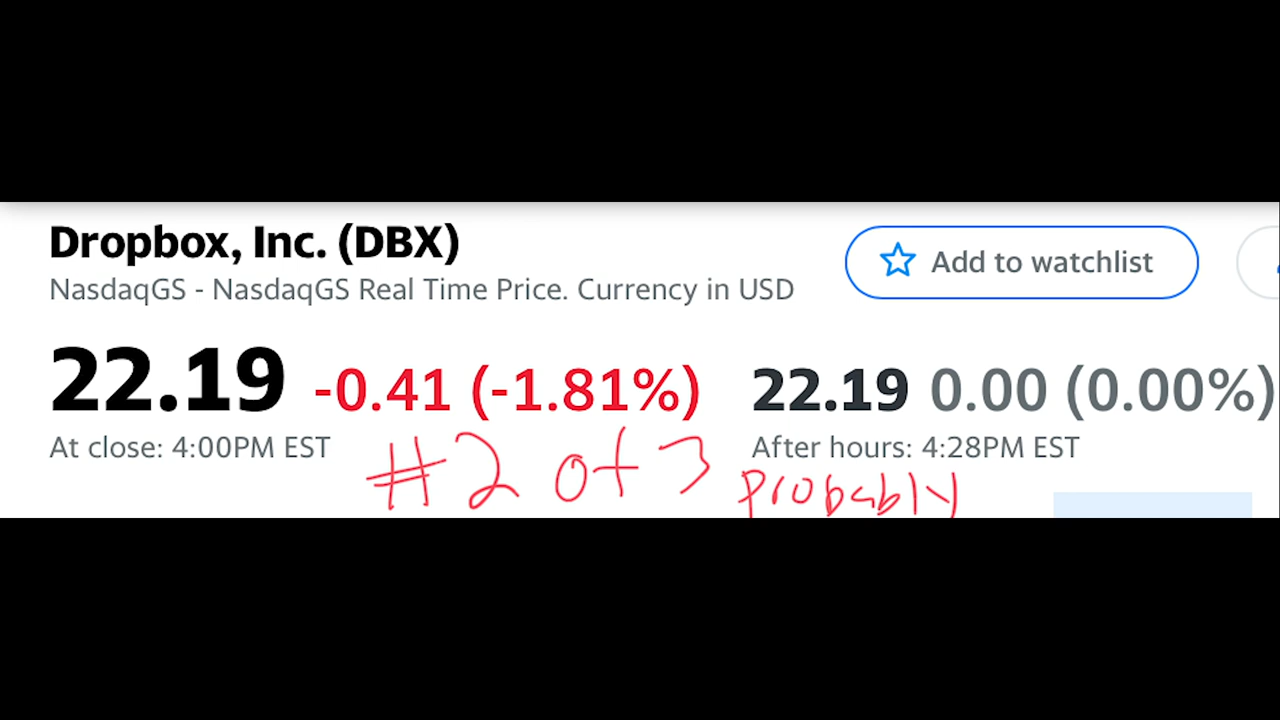 Dropbox, Inc. (DBX)
Add to watchlist
NasdaqGS - NasdaqGS Real Time Price. Currency in USD
22.19 -0.41 (-1.81%)
At close: 4:00PM EST
22.19 0.00 (0.00%)
After hours: 4:28PM EST
#2 of 3 probably